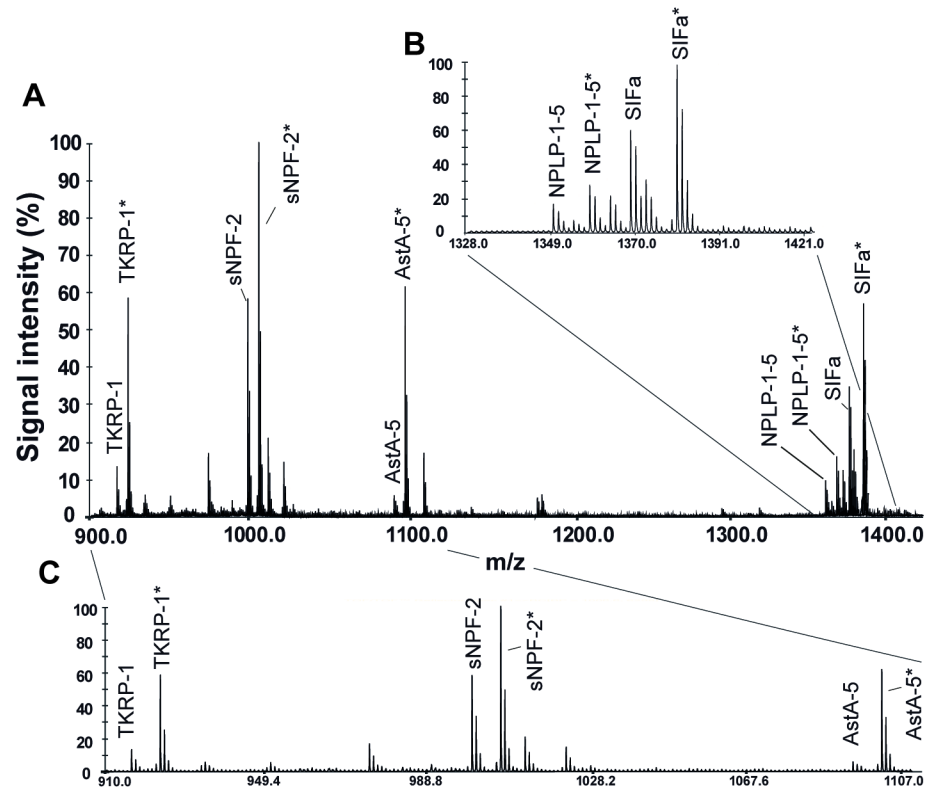 A
Signal intensity (%)
100
90
80
70
60
50
40
30
20
10
0
TKRP-1
TKRP-1*
sNPF-2
sNPF-2*
AstA-5
AstA-5*
NPLP-1-5
NPLP-1-5*
SIFa
SIFa*
900.0 1000.0 1100.0 1200.0 1300.0 1400.0
m/z
B
100
80
60
40
20
0
NPLP-1-5
NPLP-1-5*
SIFa
SIFa*
1328.0 1349.0 1370.0 1391.0 1421.0
C
100
80
60
40
20
0
TKRP-1
TKRP-1*
sNPF-2
sNPF-2*
AstA-5
AstA-5*
910.0 949.4 988.8 1028.2 1067.6 1107.0